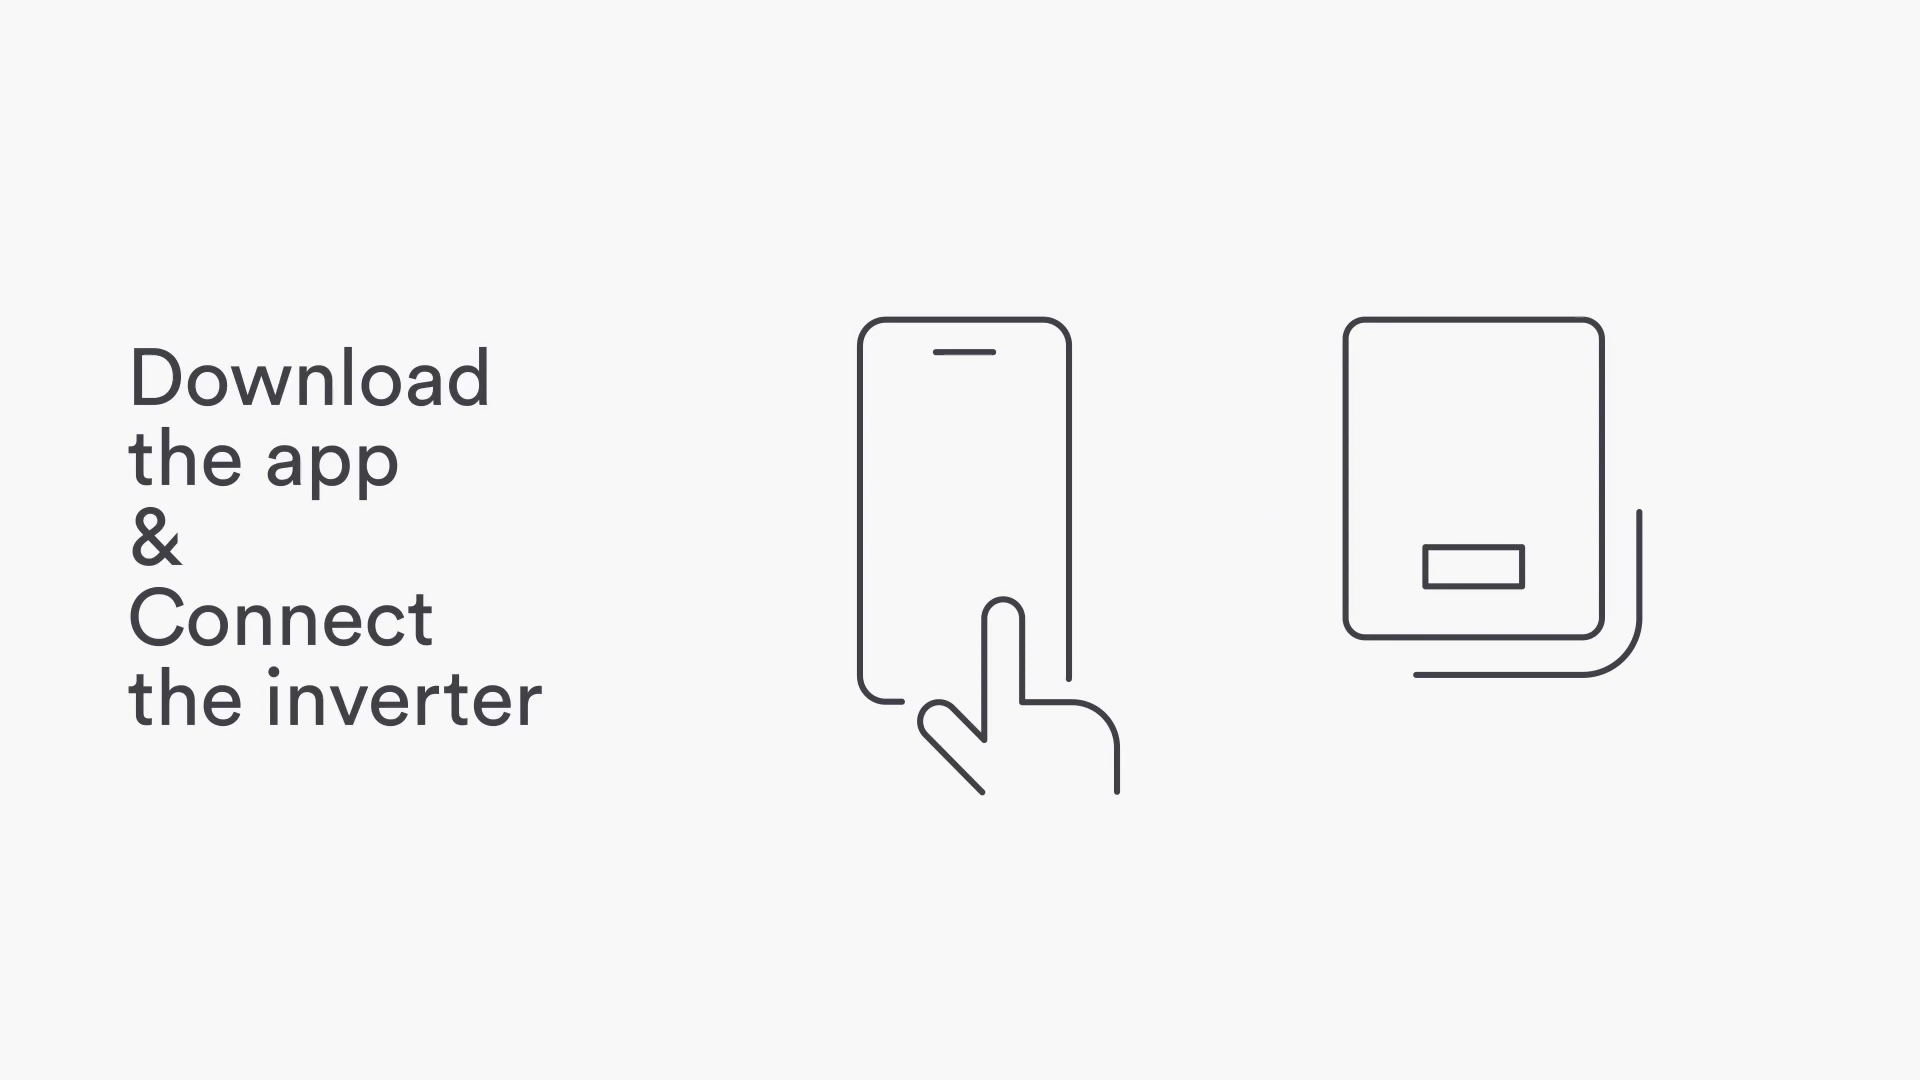 Download
the app
&
Connect
the inverter